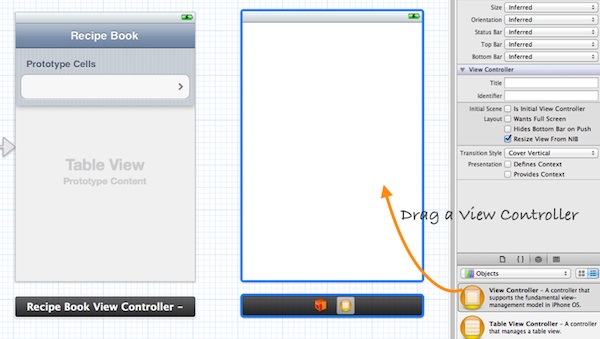 Recipe Book
Prototype Cells
Table View
Prototype Content
Recipe Book View Controller –
Drag a View Controller
Size Inferred
Orientation Inferred
Status Bar Inferred
Top Bar Inferred
Bottom Bar Inferred
View Controller
Title
Identifier
Initial Scene Is Initial View Controller
Layout Wants Full Screen
Hides Bottom Bar on Push
Resize View From NIB
Transition Style Cover Vertical
Presentation Defines Context
Provides Context
{ }
Objects
View Controller – A controller that
supports the fundamental view-
management model in iPhone OS.
Table View Controller – A controller
that manages a table view.